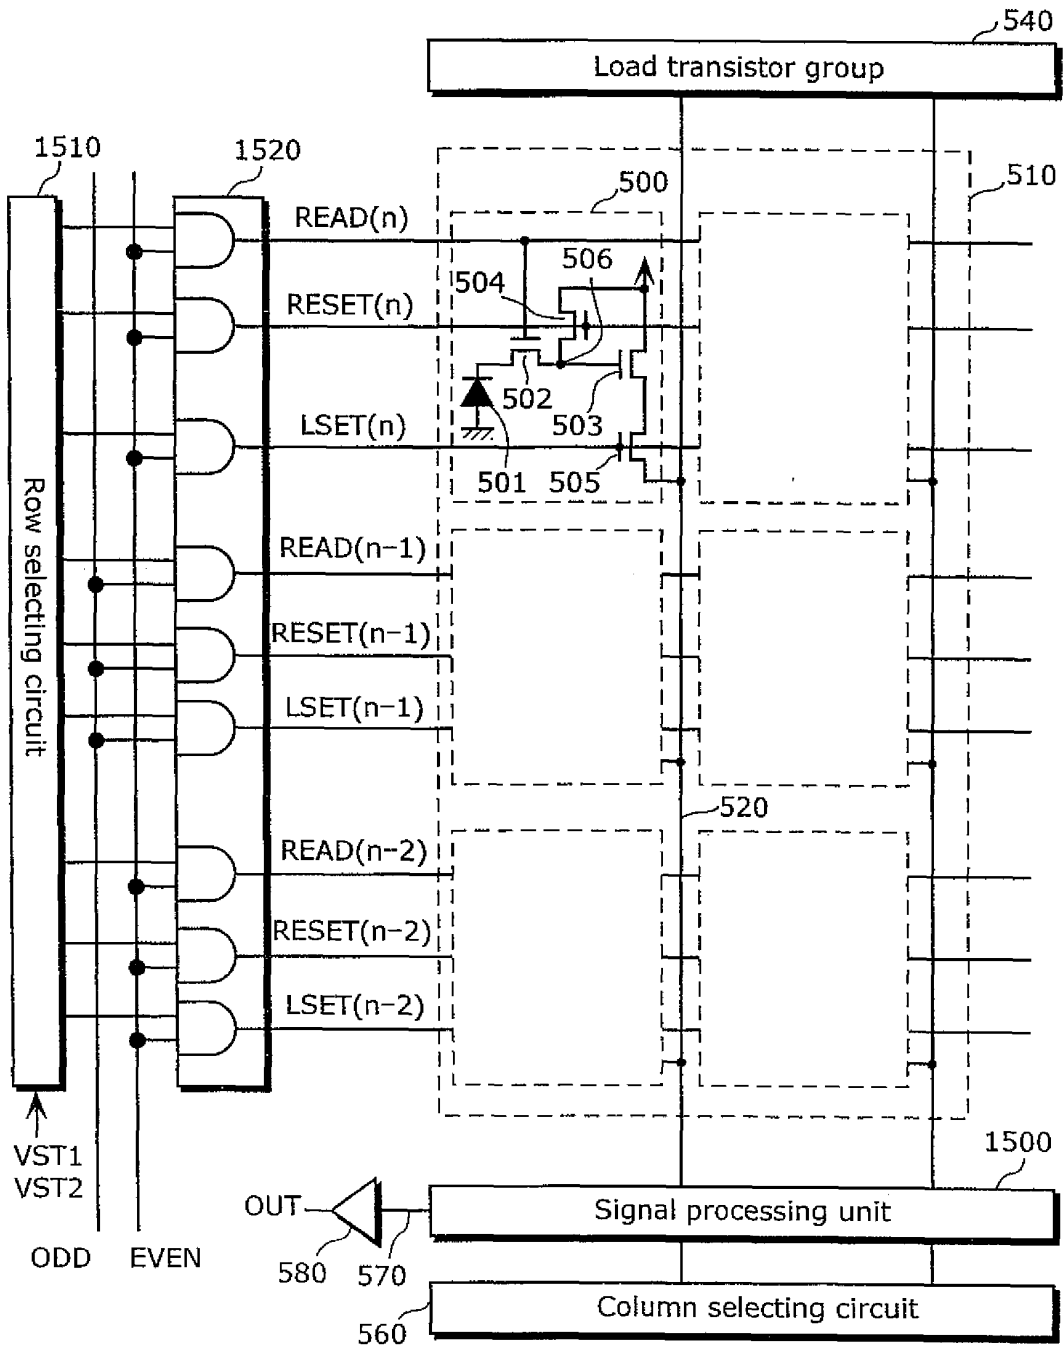 540
Load transistor group
1510
1520
500
510
READ(n)
506
504
RESET(n)
502
503
LSET(n)
501
505
Row selecting circuit
READ(n-1)
RESET(n-1)
LSET(n-1)
520
READ(n-2)
RESET(n-2)
LSET(n-2)
VST1
VST2
1500
OUT
Signal processing unit
ODD
EVEN
580
570
Column selecting circuit
560